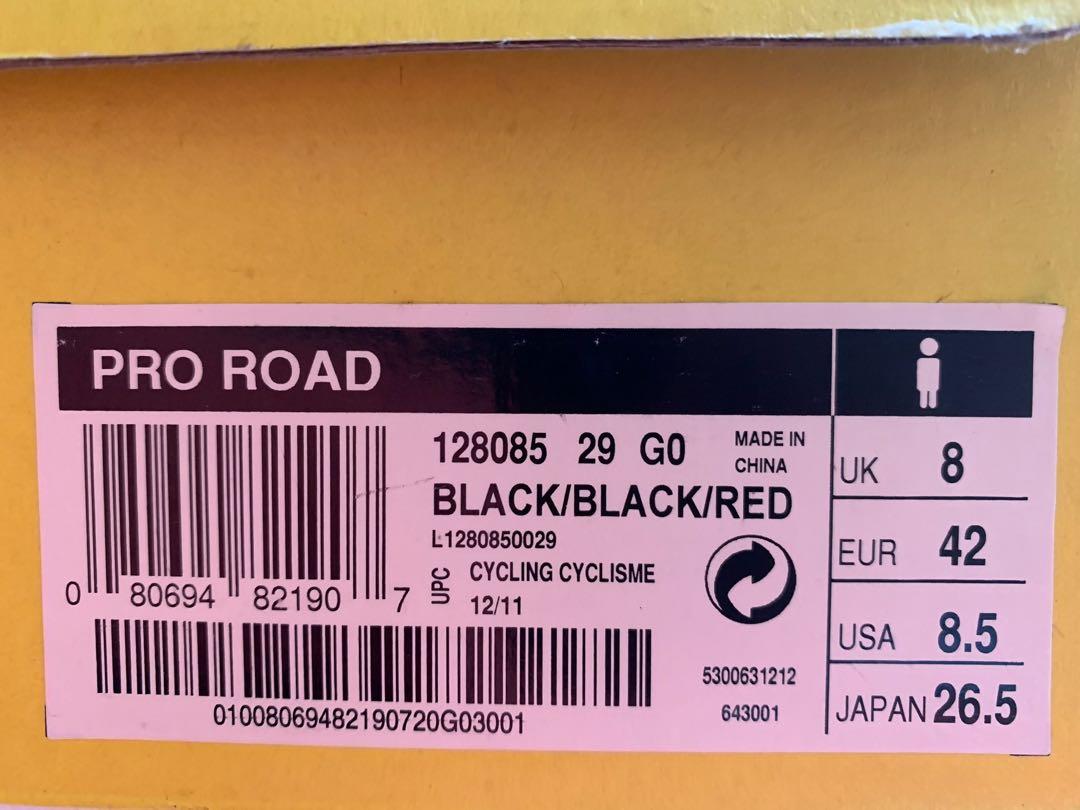 PRO ROAD
128085 29 G0
MADE IN
CHINA
BLACK/BLACK/RED
L1280850029
UPC
CYCLING CYCLISME
12/11
0 80694 82190 7
01008069482190720G03001
5300631212
643001
UK 8
EUR 42
USA 8.5
JAPAN 26.5